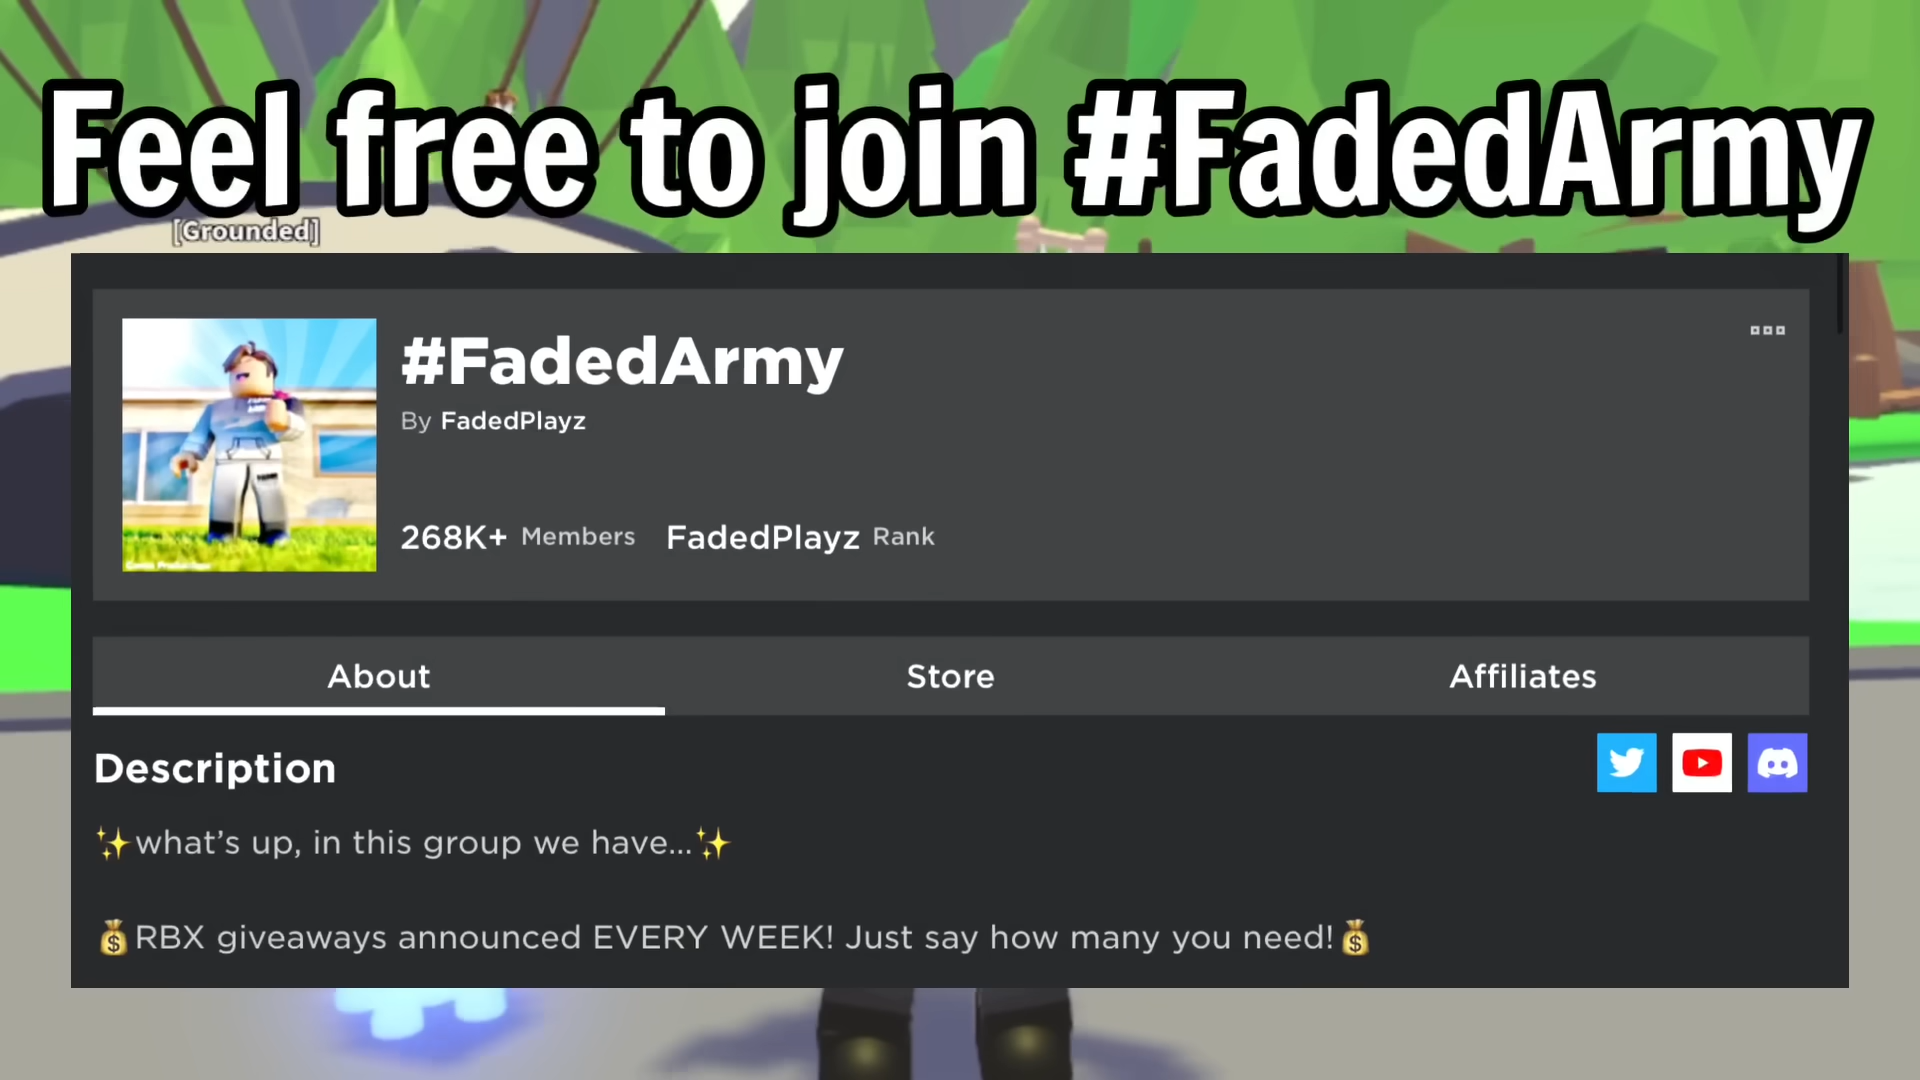 Feel free to join #FadedArmy
[Grounded]
#FadedArmy
By FadedPlayz
268K+ Members FadedPlayz Rank
About Store Affiliates
Description
✨what’s up, in this group we have...✨
💰RBX giveaways announced EVERY WEEK! Just say how many you need!💰